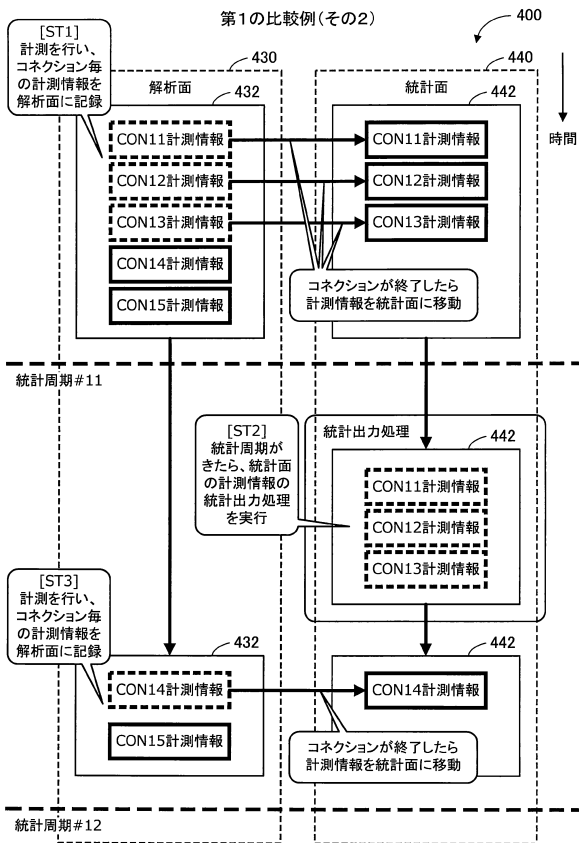 第1の比較例(その2)
400
[ST1]
計測を行い、
コネクション毎
の計測情報を
解析面に記録
430
解析面
432
440
統計面
442
時間
CON11計測情報
CON12計測情報
CON13計測情報
CON14計測情報
CON15計測情報
CON11計測情報
CON12計測情報
CON13計測情報
コネクションが終了したら
計測情報を統計面に移動
統計周期#11
[ST2]
統計周期が
きたら、統計面
の計測情報の
統計出力処理
を実行
統計出力処理
442
CON11計測情報
CON12計測情報
CON13計測情報
[ST3]
計測を行い、
コネクション毎
の計測情報を
解析面に記録
432
CON14計測情報
CON15計測情報
442
CON14計測情報
コネクションが終了したら
計測情報を統計面に移動
統計周期#12